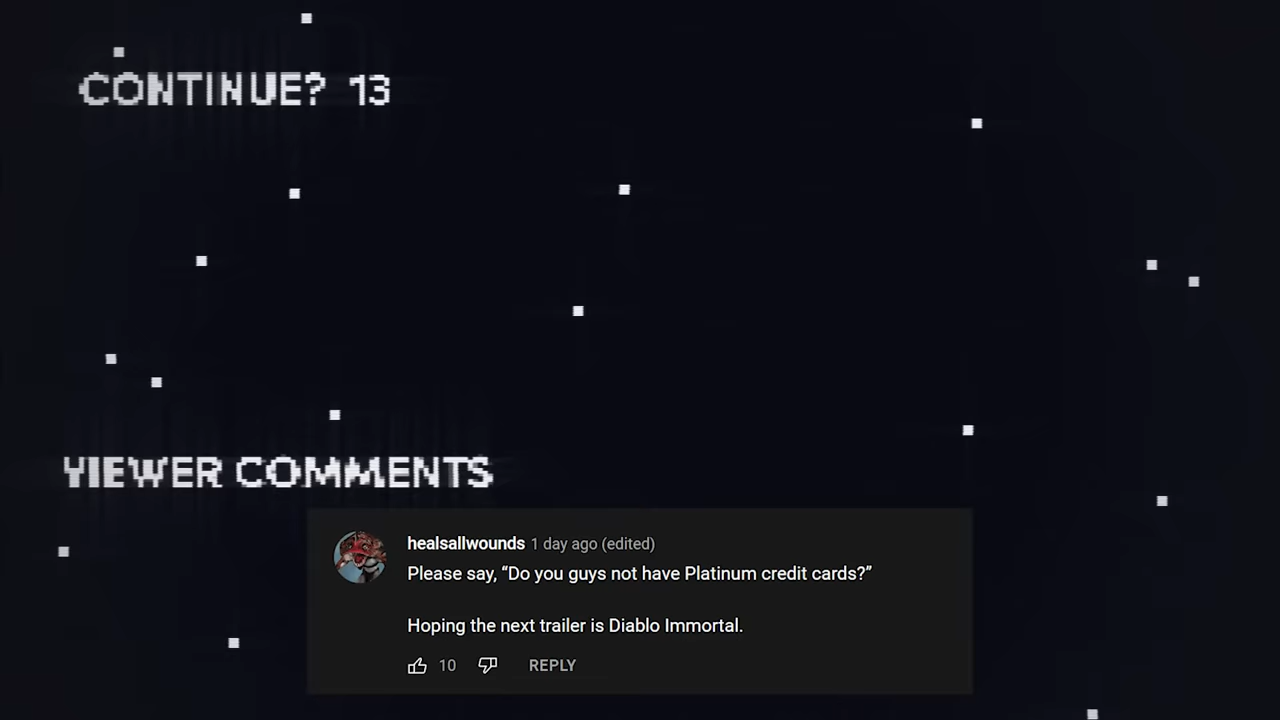 CONTINUE? 13
VIEWER COMMENTS
healsallwounds 1 day ago (edited)
Please say, “Do you guys not have Platinum credit cards?”
Hoping the next trailer is Diablo Immortal.
10 REPLY